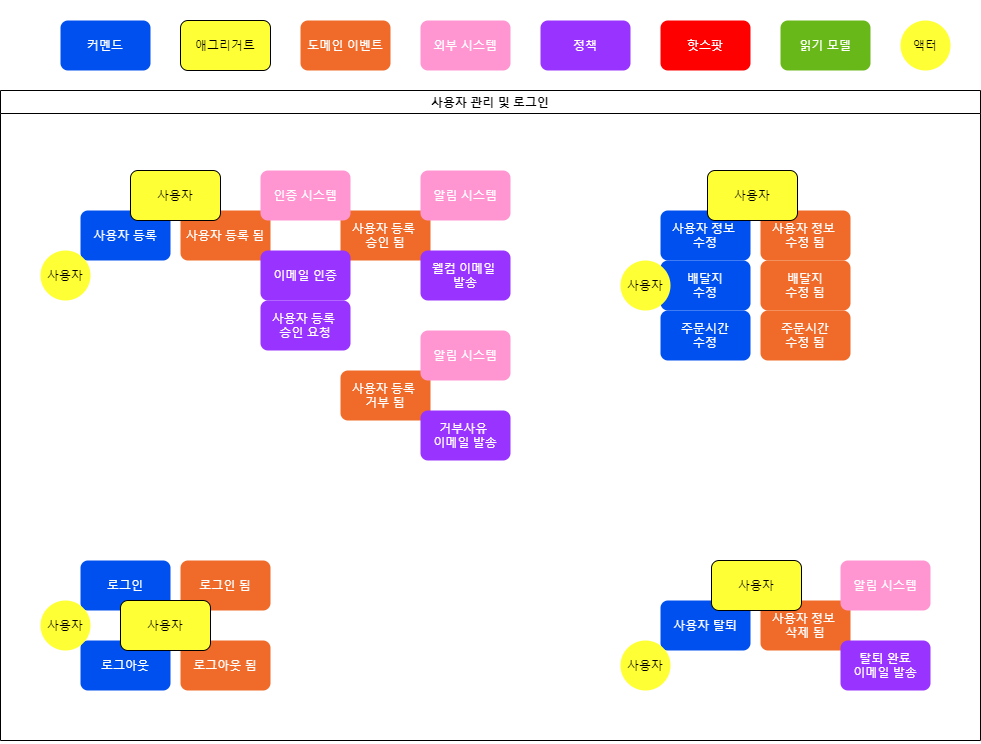 커멘드
애그리거트
도메인 이벤트
외부 시스템
정책
핫스팟
읽기 모델
액터
사용자 관리 및 로그인
사용자
인증 시스템
알림 시스템
사용자 등록
사용자 등록 됨
사용자 등록
승인 됨
사용자
이메일 인증
웰컴 이메일
발송
사용자 등록
승인 요청
알림 시스템
사용자 등록
거부 됨
거부사유
이메일 발송
사용자
사용자 정보
수정
사용자 정보
수정 됨
사용자
배달지
수정
배달지
수정 됨
주문시간
수정
주문시간
수정 됨
로그인
로그인 됨
사용자
사용자
로그아웃
로그아웃 됨
사용자
알림 시스템
사용자 탈퇴
사용자 정보
삭제 됨
사용자
탈퇴 완료
이메일 발송